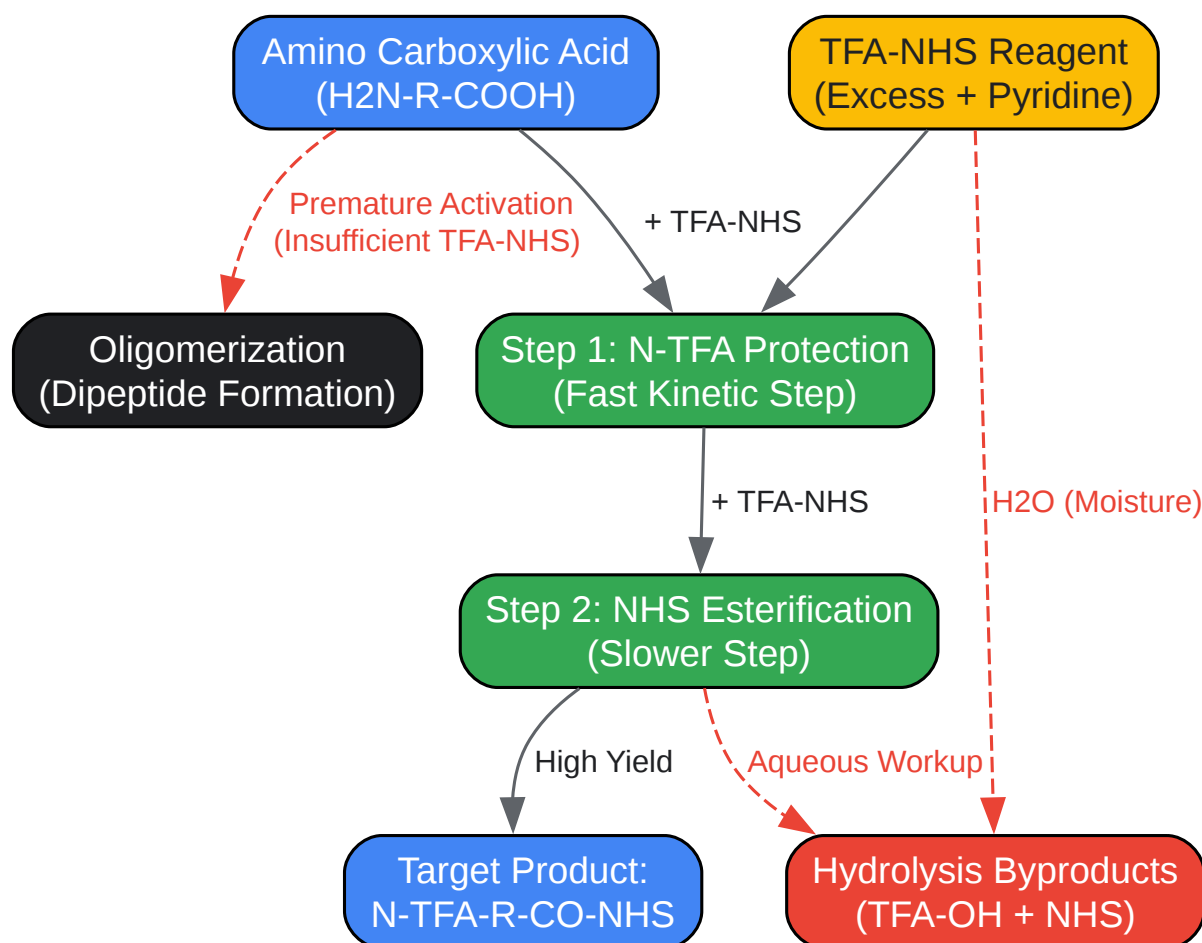 Amino Carboxylic Acid
(H2N-R-COOH)
TFA-NHS Reagent
(Excess + Pyridine)
Premature Activation
(Insufficient TFA-NHS)
+ TFA-NHS
Oligomerization
(Dipeptide Formation)
Step 1: N-TFA Protection
(Fast Kinetic Step)
+ TFA-NHS
H2O (Moisture)
Step 2: NHS Esterification
(Slower Step)
High Yield
Aqueous Workup
Target Product:
N-TFA-R-CO-NHS
Hydrolysis Byproducts
(TFA-OH + NHS)